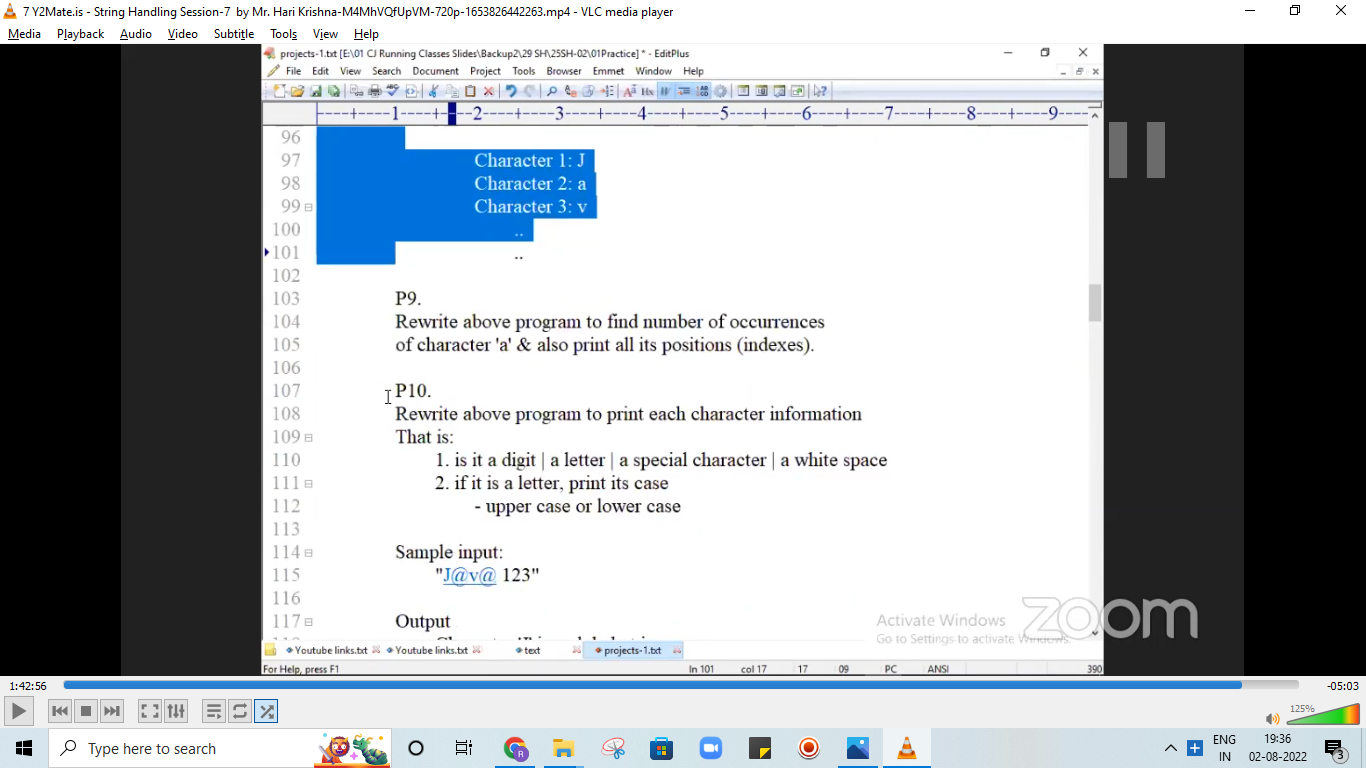 7 Y2Mate.is - String Handling Session-7 by Mr. Hari Krishna-M4MhVQfUpVM-720p-1653826442263.mp4 - VLC media player
Media Playback Audio Video Subtitle Tools View Help
projects-1.txt [E:\01 CJ Running Classes Slides\Backup2\29 SH\25SH-02\01Practice] * - EditPlus
File Edit View Search Document Project Tools Browser Emmet Window Help
----+----1----+----2----+----3----+----4----+----5----+----6----+----7----+----8----+----9----
96
97 Character 1: J
98 Character 2: a
99 Character 3: v
100 ..
101 ..
102
103 P9.
104 Rewrite above program to find number of occurrences
105 of character 'a' & also print all its positions (indexes).
106
107 P10.
108 Rewrite above program to print each character information
109 That is:
110 1. is it a digit | a letter | a special character | a white space
111 2. if it is a letter, print its case
112 - upper case or lower case
113
114 Sample input:
115 "J@v@ 123"
116
117 Output
Activate Windows
Go to Settings to activate Windows.
zoom
Youtube links.txt Youtube links.txt text projects-1.txt
For Help, press F1 ln 101 col 17 17 09 PC ANSI 390
1:42:56 -05:03
125%
Type here to search
ENG
IN
19:36
02-08-2022
3